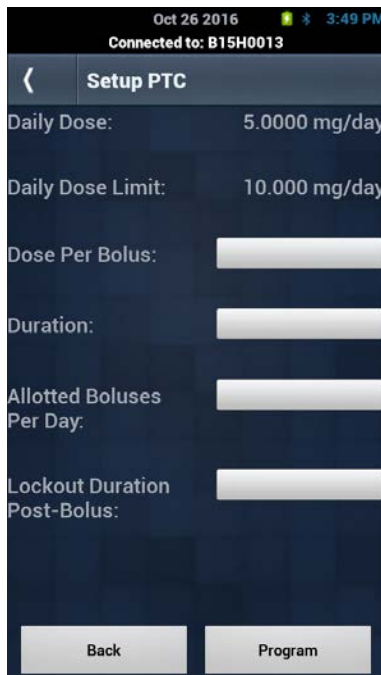 Oct 26 2016 3:49 PM
Connected to: B15H0013
Setup PTC
Daily Dose: 5.0000 mg/day
Daily Dose Limit: 10.000 mg/day
Dose Per Bolus:
Duration:
Allotted Boluses
Per Day:
Lockout Duration
Post-Bolus:
Back Program